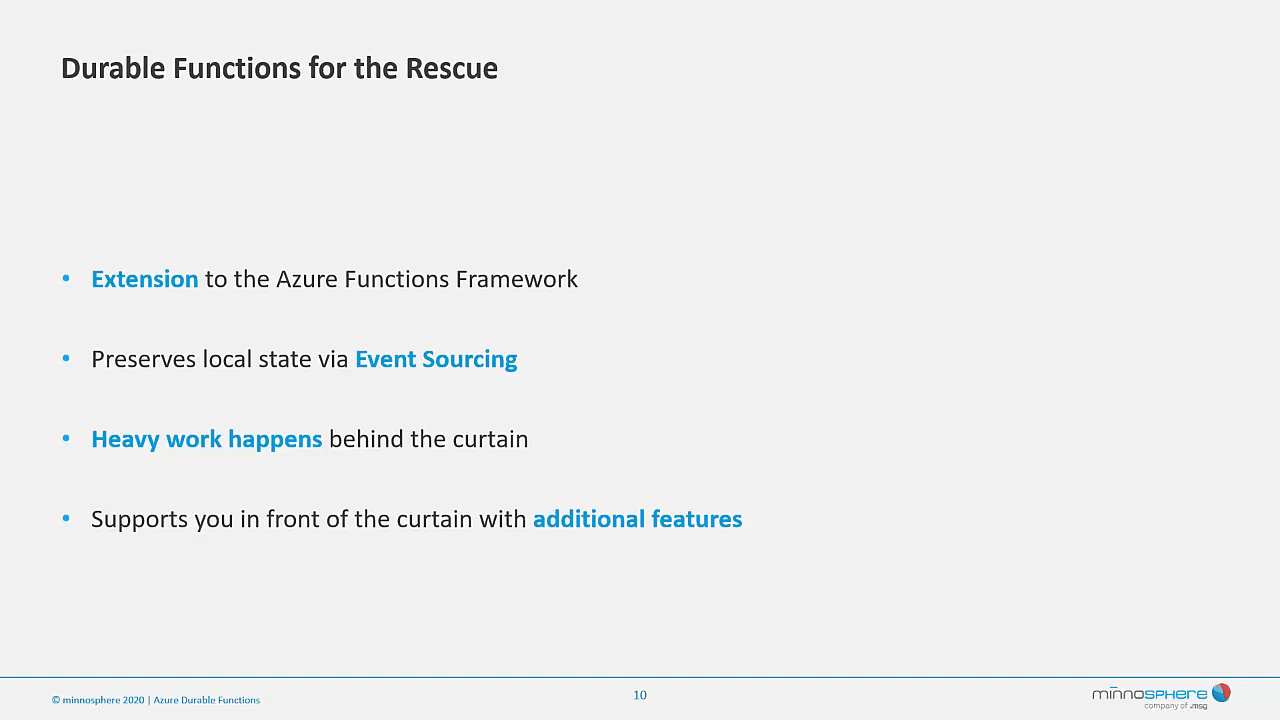 Durable Functions for the Rescue
• Extension to the Azure Functions Framework
• Preserves local state via Event Sourcing
• Heavy work happens behind the curtain
• Supports you in front of the curtain with additional features
© minnosphere 2020 | Azure Durable Functions
10
minnosphere
company of .msg